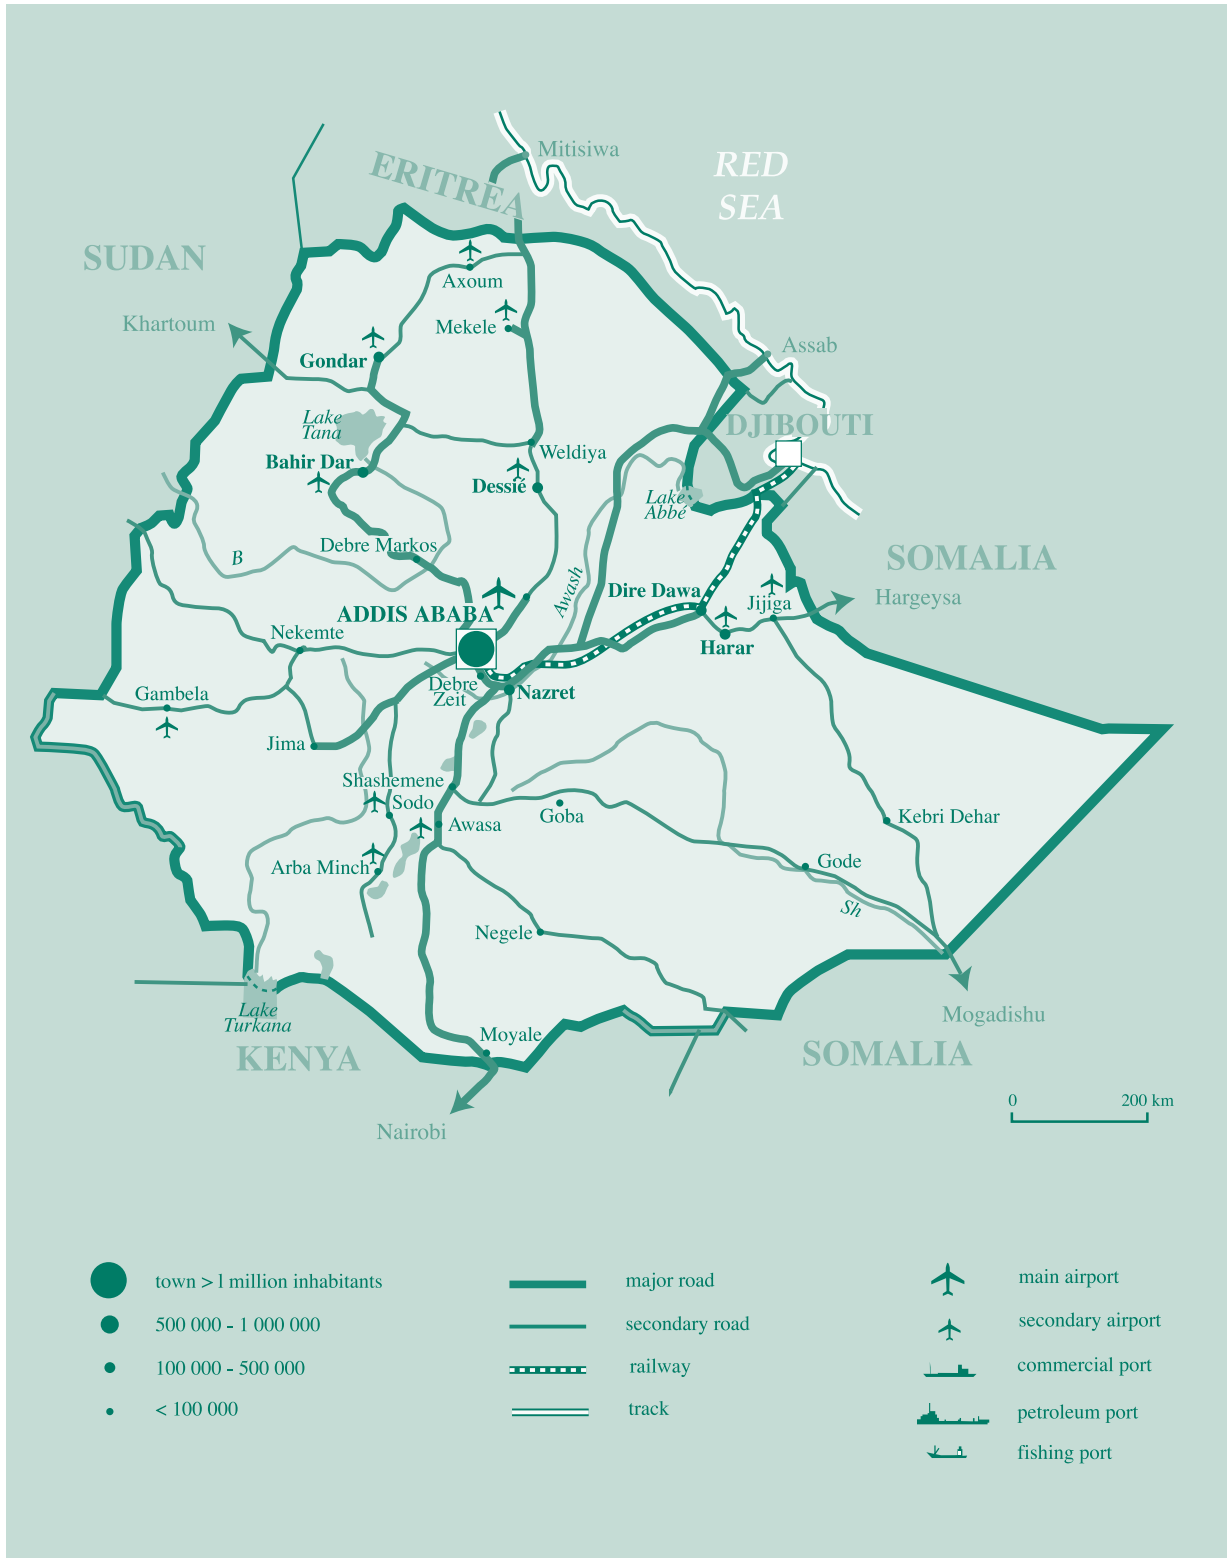 Mitisiwa
RED
SEA
ERITREA
SUDAN
Axoum
Khartoum
Mekele
Assab
Gondar
Lake
Tana
DJIBOUTI
Weldiya
Bahir Dar
Dessié
Lake
Abbé
Debre Markos
B
SOMALIA
Awash
Dire Dawa
Jijiga
Hargeysa
ADDIS ABABA
Nekemte
Harar
Debre
Zeit
Nazret
Gambela
Jima
Shashemene
Sodo
Goba
Kebri Dehar
Awasa
Arba Minch
Gode
Sh
Negele
Lake
Turkana
Mogadishu
Moyale
KENYA
SOMALIA
0
200 km
Nairobi
town > l million inhabitants
500 000 - 1 000 000
100 000 - 500 000
< 100 000
major road
secondary road
railway
track
main airport
secondary airport
commercial port
petroleum port
fishing port